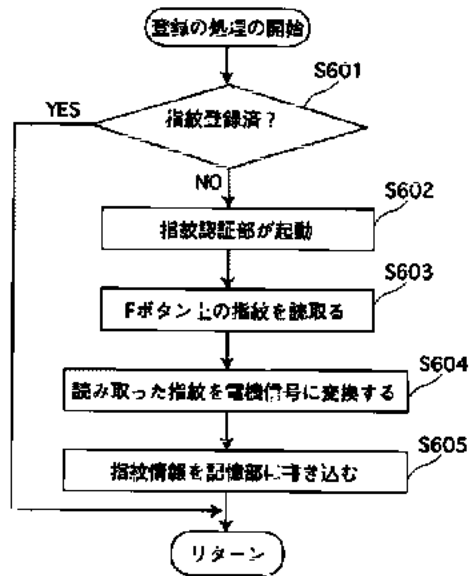 登録の処理の開始
S601
YES
指紋登録済？
NO
S602
指紋認証部が起動
S603
Fボタン上の指紋を読取る
S604
読み取った指紋を電機信号に変換する
S605
指紋情報を記憶部に書き込む
リターン